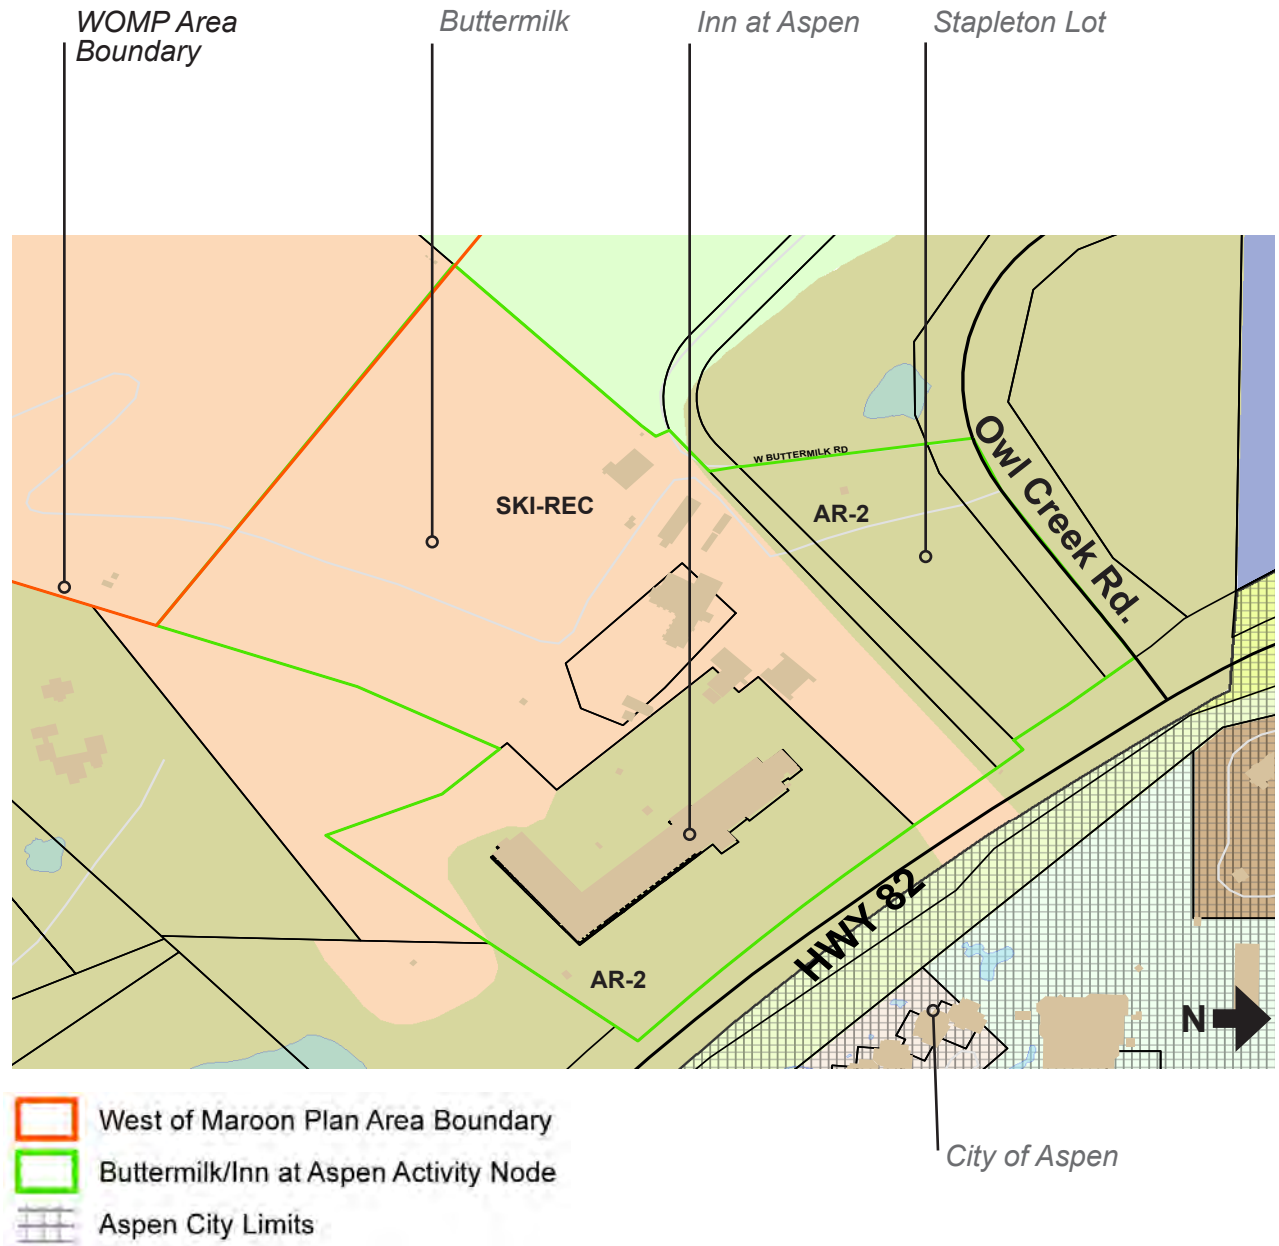 WOMP Area
Boundary
Buttermilk
Inn at Aspen
Stapleton Lot
W BUTTERMILK RD
Owl Creek Rd.
SKI-REC
AR-2
HWY 82
AR-2
N
West of Maroon Plan Area Boundary
City of Aspen
Buttermilk/Inn at Aspen Activity Node
Aspen City Limits